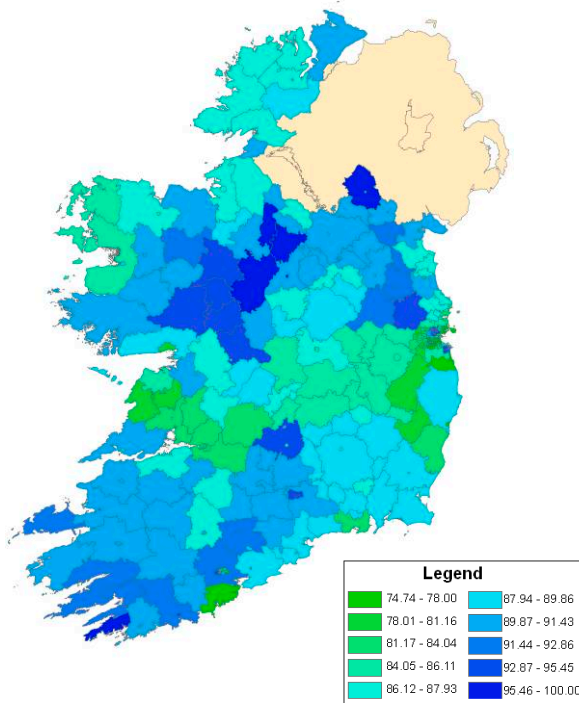 Legend
74.74 - 78.00
78.01 - 81.16
81.17 - 84.04
84.05 - 86.11
86.12 - 87.93
87.94 - 89.86
89.87 - 91.43
91.44 - 92.86
92.87 - 95.45
95.46 - 100.00